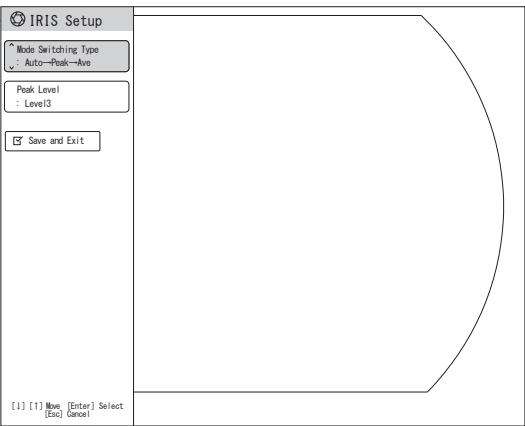 IRIS Setup
Mode Switching Type
: Auto→Peak→Ave
Peak Level
: Level3
Save and Exit
[↓] [↑] Move [Enter] Select
[Esc] Cancel